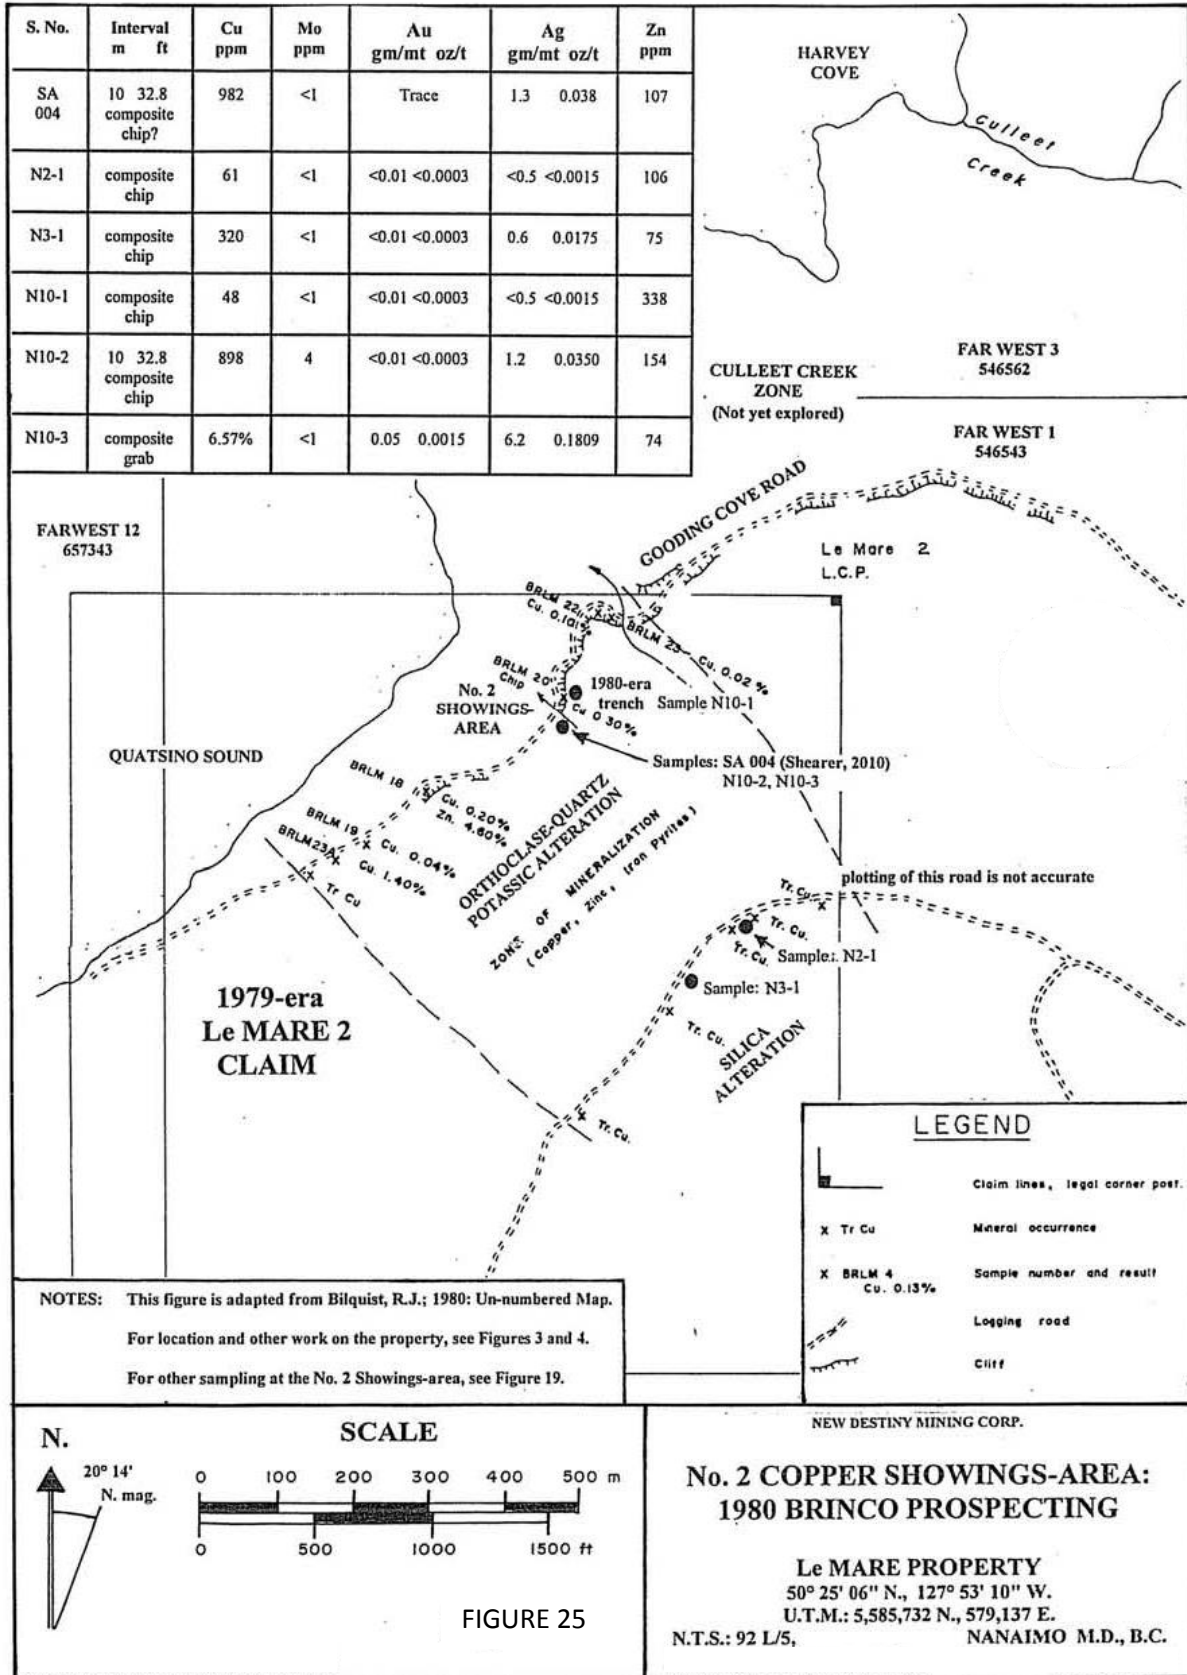 S. No. Interval Cu Mo Au Ag Zn
m ft ppm ppm gm/mt oz/t gm/mt oz/t ppm
SA 10 32.8 982 <1 Trace 1.3 0.038 107
004 composite
chip?
N2-1 composite 61 <1 <0.01 <0.0003 <0.5 <0.0015 106
chip
N3-1 composite 320 <1 <0.01 <0.0003 0.6 0.0175 75
chip
N10-1 composite 48 <1 <0.01 <0.0003 <0.5 <0.0015 338
chip
N10-2 10 32.8 898 4 <0.01 <0.0003 1.2 0.0350 154
composite
chip
N10-3 composite 6.57% <1 0.05 0.0015 6.2 0.1809 74
grab
HARVEY
COVE
Culleet
Creek
FAR WEST 3
546562
CULLEET CREEK
ZONE
(Not yet explored)
FAR WEST 1
546543
FARWEST 12
657343
GOODING COVE ROAD
Le Mare 2
L.C.P.
BRLM 22
Cu. 0.101%
BRLM 23
Cu. 0.02%
BRLM 20
Chip
Cu 0.30%
1980-era
trench
Sample N10-1
No. 2
SHOWINGS-
AREA
QUATSINO SOUND
Samples: SA 004 (Shearer, 2010)
N10-2, N10-3
BRLM 18
Cu. 0.20%
Zn. 4.60%
BRLM 19
Cu. 0.04%
BRLM23A
Cu. 1.40%
Tr Cu
ORTHOCLASE-QUARTZ
POTASSIC ALTERATION
ZONE OF MINERALIZATION
(Copper, Zinc, Iron Pyrites)
plotting of this road is not accurate
Tr. Cu.
Tr. Cu.
Tr. Cu.
Sample: N2-1
Sample: N3-1
Tr. Cu.
SILICA
ALTERATION
Tr. Cu.
1979-era
Le MARE 2
CLAIM
LEGEND
Claim lines, legal corner post.
x Tr Cu Mineral occurrence
x BRLM 4 Sample number and result
Cu. 0.13%
Logging road
Cliff
NOTES: This figure is adapted from Bilquist, R.J.; 1980: Un-numbered Map.
For location and other work on the property, see Figures 3 and 4.
For other sampling at the No. 2 Showings-area, see Figure 19.
N.
20° 14'
N. mag.
SCALE
0 100 200 300 400 500 m
0 500 1000 1500 ft
FIGURE 25
NEW DESTINY MINING CORP.
No. 2 COPPER SHOWINGS-AREA:
1980 BRINCO PROSPECTING
Le MARE PROPERTY
50° 25' 06" N., 127° 53' 10" W.
U.T.M.: 5,585,732 N., 579,137 E.
N.T.S.: 92 L/5, NANAIMO M.D., B.C.